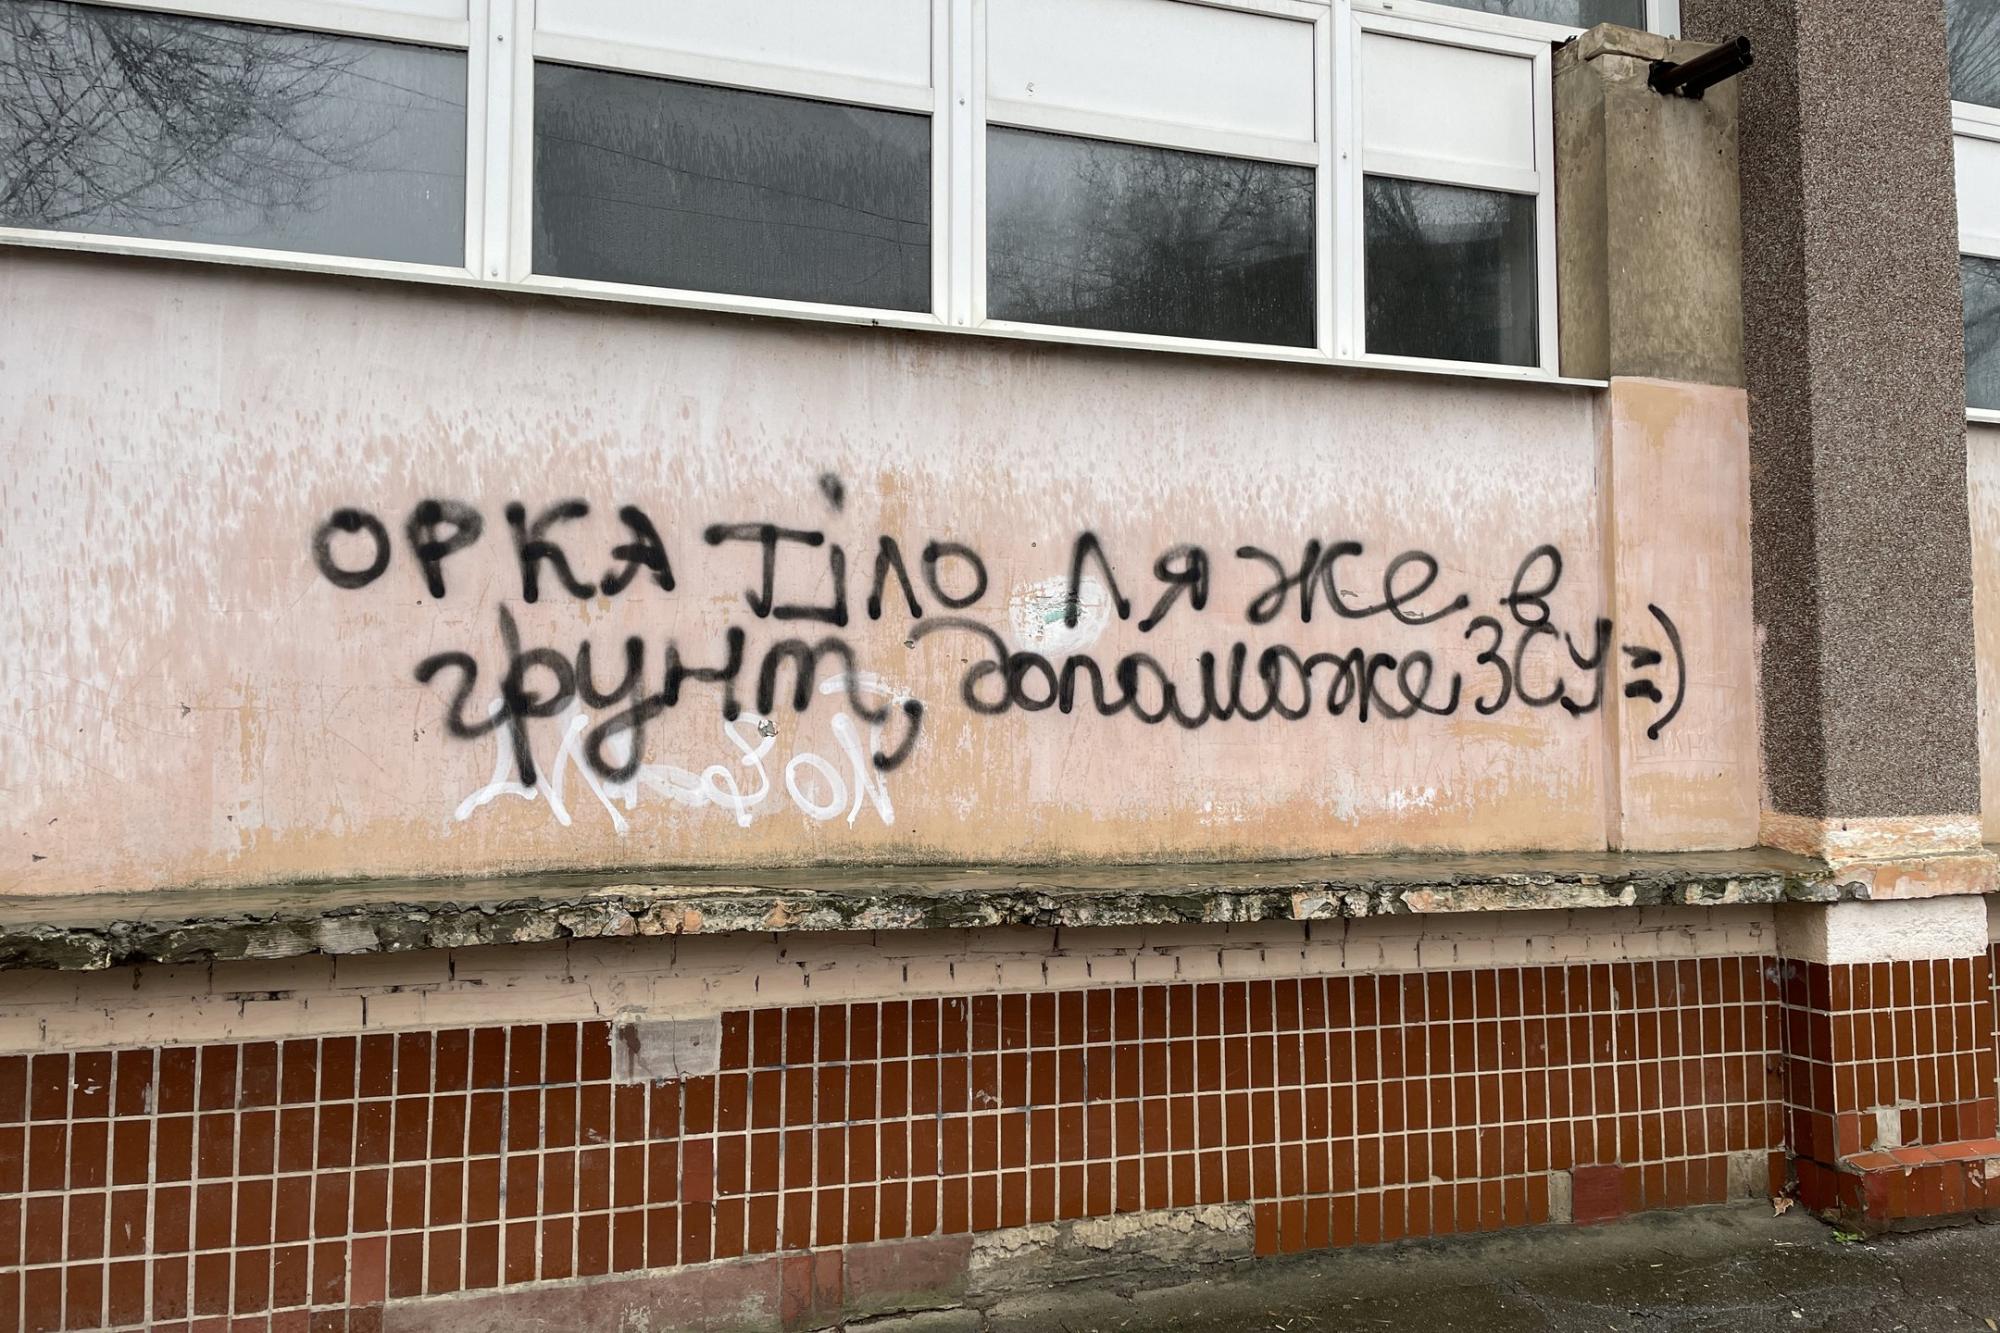 ОРКА ТІЛО ЛЯЖЕ в
грунт, допоможе ЗСУ =)